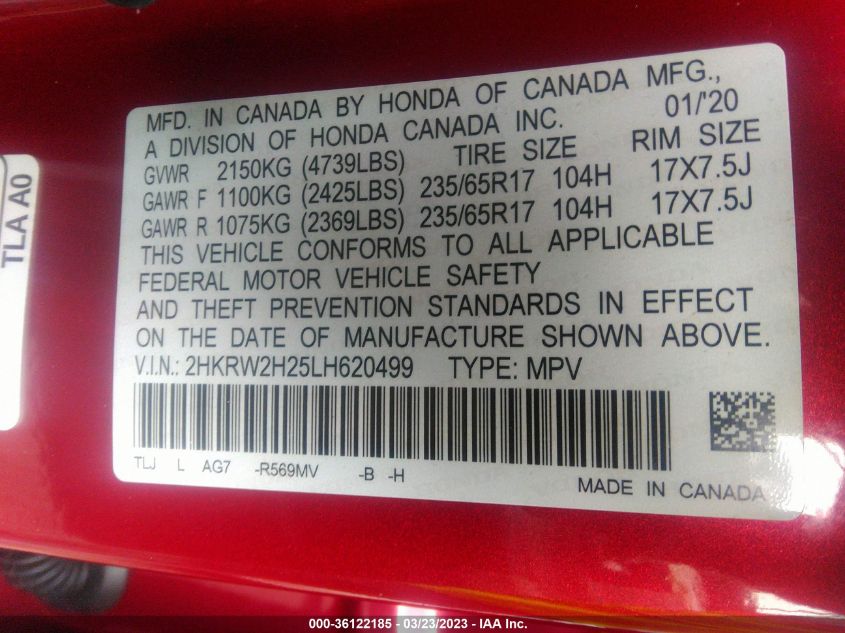 MFD. IN CANADA BY HONDA OF CANADA MFG.,
A DIVISION OF HONDA CANADA INC. 01/'20
GVWR 2150KG (4739LBS) TIRE SIZE RIM SIZE
GAWR F 1100KG (2425LBS) 235/65R17 104H 17X7.5J
GAWR R 1075KG (2369LBS) 235/65R17 104H 17X7.5J
THIS VEHICLE CONFORMS TO ALL APPLICABLE
FEDERAL MOTOR VEHICLE SAFETY
AND THEFT PREVENTION STANDARDS IN EFFECT
ON THE DATE OF MANUFACTURE SHOWN ABOVE.
V.I.N.: 2HKRW2H25LH620499 TYPE: MPV
TLJ L AG7 -R569MV -B -H
MADE IN CANADA
TLA A0
000-36122185 - 03/23/2023 - IAA Inc.